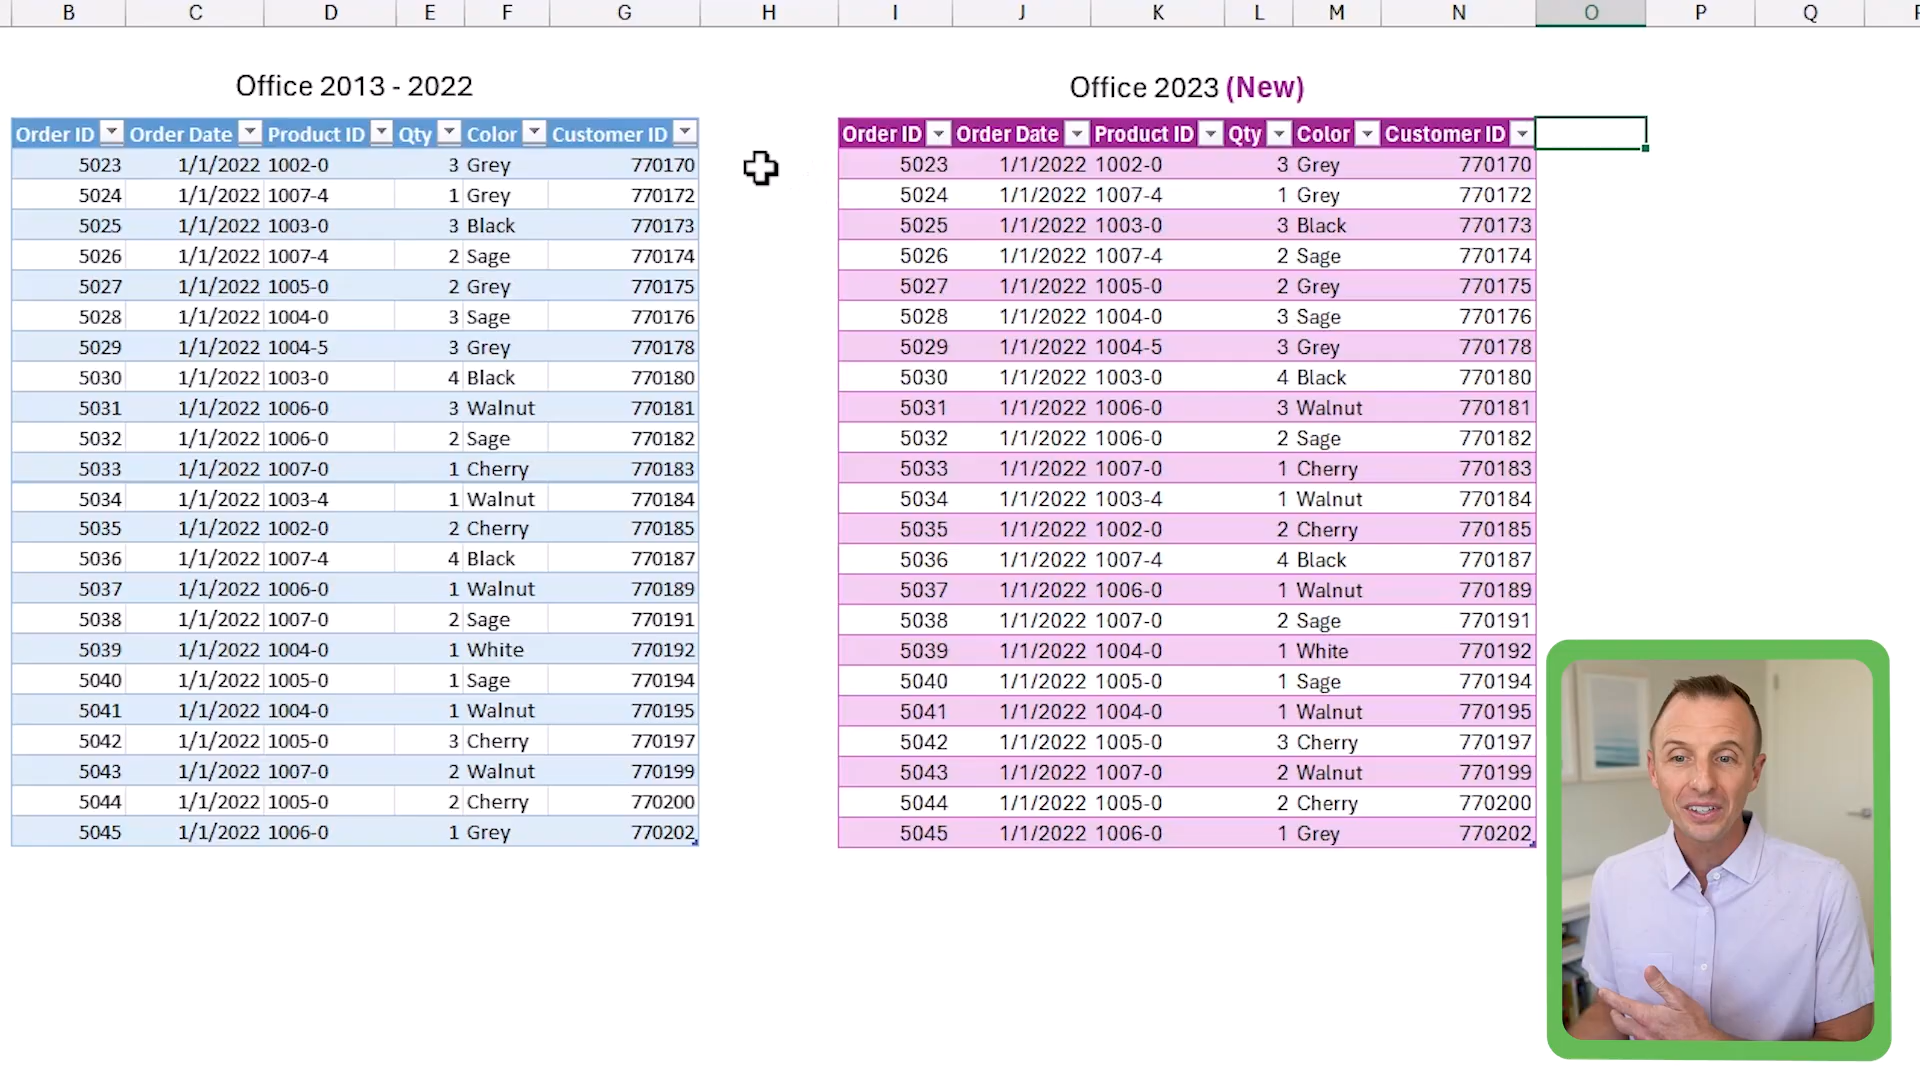 B C D E F G H I J K L M N O P Q
Office 2013 - 2022
Order ID Order Date Product ID Qty Color Customer ID
5023 1/1/2022 1002-0 3 Grey 770170
5024 1/1/2022 1007-4 1 Grey 770172
5025 1/1/2022 1003-0 3 Black 770173
5026 1/1/2022 1007-4 2 Sage 770174
5027 1/1/2022 1005-0 2 Grey 770175
5028 1/1/2022 1004-0 3 Sage 770176
5029 1/1/2022 1004-5 3 Grey 770178
5030 1/1/2022 1003-0 4 Black 770180
5031 1/1/2022 1006-0 3 Walnut 770181
5032 1/1/2022 1006-0 2 Sage 770182
5033 1/1/2022 1007-0 1 Cherry 770183
5034 1/1/2022 1003-4 1 Walnut 770184
5035 1/1/2022 1002-0 2 Cherry 770185
5036 1/1/2022 1007-4 4 Black 770187
5037 1/1/2022 1006-0 1 Walnut 770189
5038 1/1/2022 1007-0 2 Sage 770191
5039 1/1/2022 1004-0 1 White 770192
5040 1/1/2022 1005-0 1 Sage 770194
5041 1/1/2022 1004-0 1 Walnut 770195
5042 1/1/2022 1005-0 3 Cherry 770197
5043 1/1/2022 1007-0 2 Walnut 770199
5044 1/1/2022 1005-0 2 Cherry 770200
5045 1/1/2022 1006-0 1 Grey 770202
Office 2023 (New)
Order ID Order Date Product ID Qty Color Customer ID
5023 1/1/2022 1002-0 3 Grey 770170
5024 1/1/2022 1007-4 1 Grey 770172
5025 1/1/2022 1003-0 3 Black 770173
5026 1/1/2022 1007-4 2 Sage 770174
5027 1/1/2022 1005-0 2 Grey 770175
5028 1/1/2022 1004-0 3 Sage 770176
5029 1/1/2022 1004-5 3 Grey 770178
5030 1/1/2022 1003-0 4 Black 770180
5031 1/1/2022 1006-0 3 Walnut 770181
5032 1/1/2022 1006-0 2 Sage 770182
5033 1/1/2022 1007-0 1 Cherry 770183
5034 1/1/2022 1003-4 1 Walnut 770184
5035 1/1/2022 1002-0 2 Cherry 770185
5036 1/1/2022 1007-4 4 Black 770187
5037 1/1/2022 1006-0 1 Walnut 770189
5038 1/1/2022 1007-0 2 Sage 770191
5039 1/1/2022 1004-0 1 White 770192
5040 1/1/2022 1005-0 1 Sage 770194
5041 1/1/2022 1004-0 1 Walnut 770195
5042 1/1/2022 1005-0 3 Cherry 770197
5043 1/1/2022 1007-0 2 Walnut 770199
5044 1/1/2022 1005-0 2 Cherry 770200
5045 1/1/2022 1006-0 1 Grey 770202